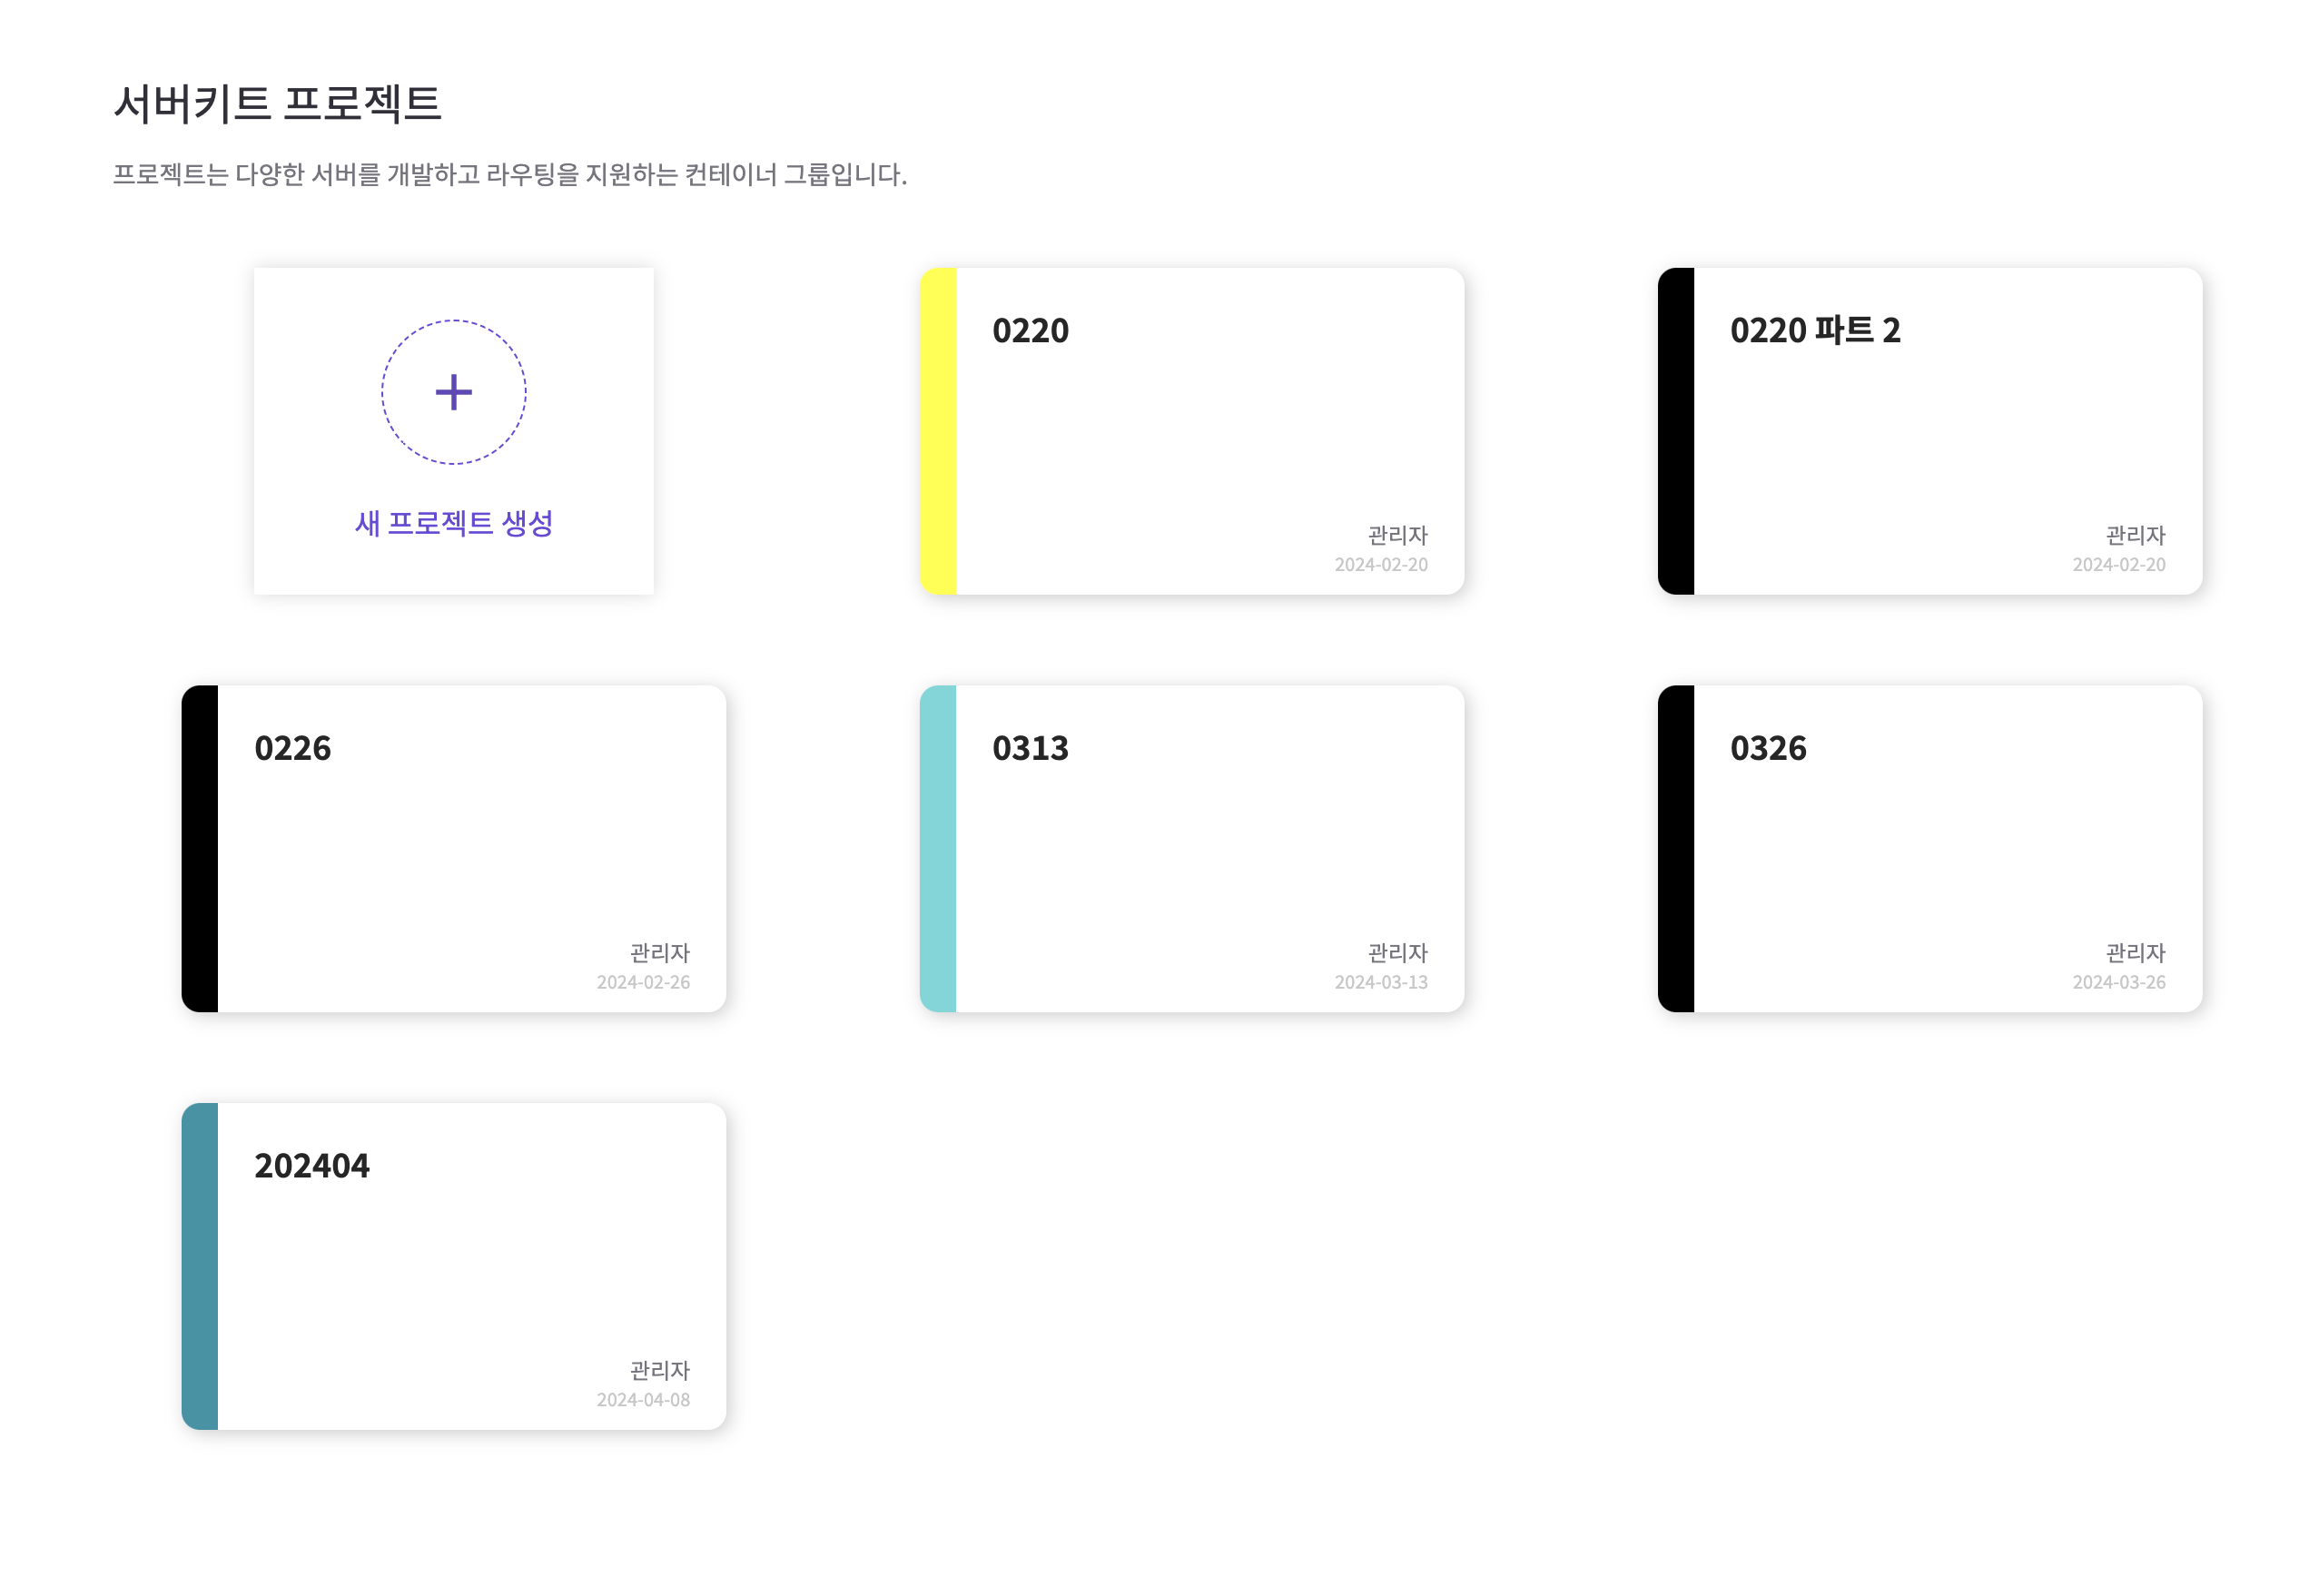 서버키트 프로젝트
프로젝트는 다양한 서버를 개발하고 라우팅을 지원하는 컨테이너 그룹입니다.
+
새 프로젝트 생성
0220
관리자
2024-02-20
0220 파트 2
관리자
2024-02-20
0226
관리자
2024-02-26
0313
관리자
2024-03-13
0326
관리자
2024-03-26
202404
관리자
2024-04-08